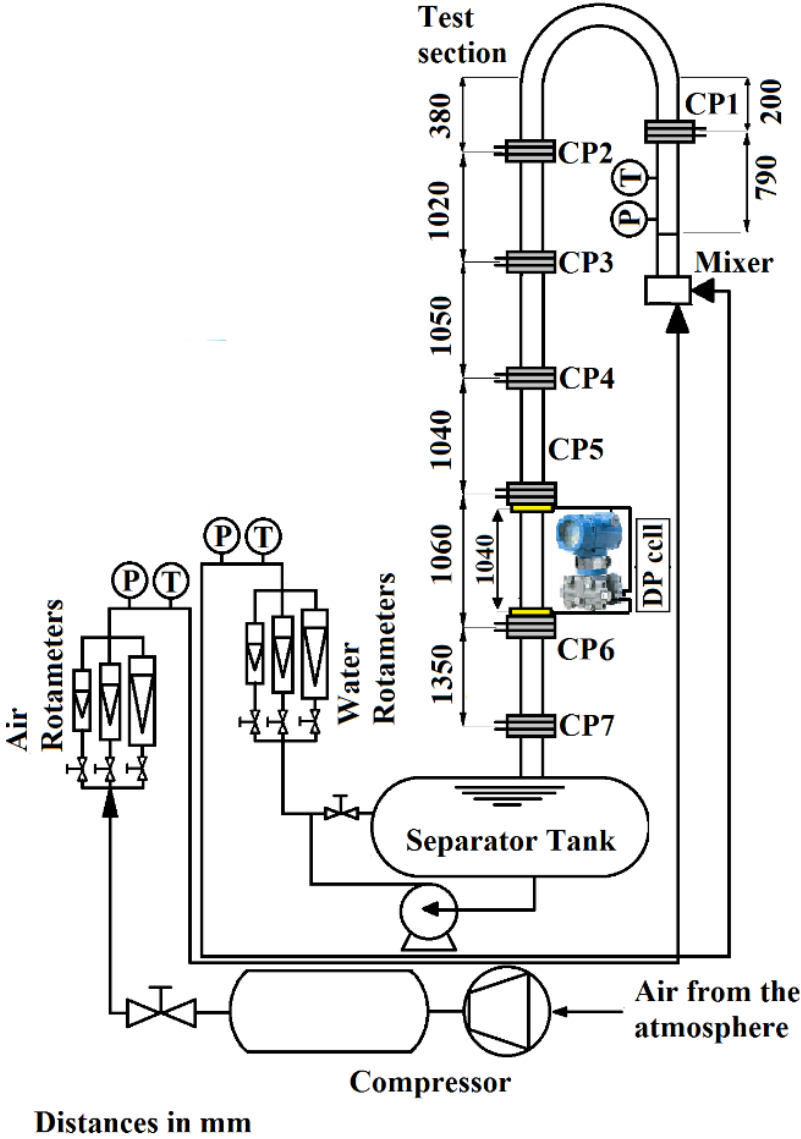 Test
section
CP1
200
380
CP2
790
T
1020
P
CP3
Mixer
1050
CP4
1040
CP5
1060
1040
DP cell
P
T
P
T
Air
Rotameters
Water
Rotameters
CP6
1350
CP7
Separator Tank
Air from the
atmosphere
Compressor
Distances in mm